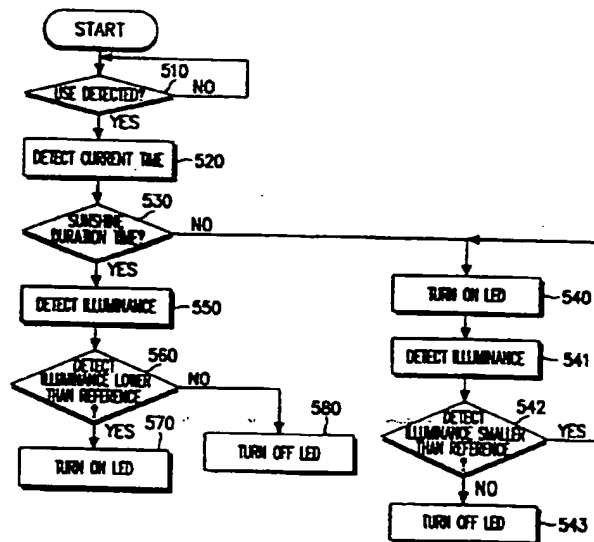 START
510
USE DETECTED?
NO
YES
DETECT CURRENT TIME
520
530
SUNSHINE
DURATION TIME?
NO
YES
DETECT ILLUMINANCE
550
TURN ON LED
540
DETECT ILLUMINANCE
541
560
DETECT
ILLUMINANCE LOWER
THAN REFERENCE
?
NO
YES
570
TURN ON LED
580
TURN OFF LED
542
DETECT
ILLUMINANCE SMALLER
THAN REFERENCE
?
YES
NO
TURN OFF LED
543